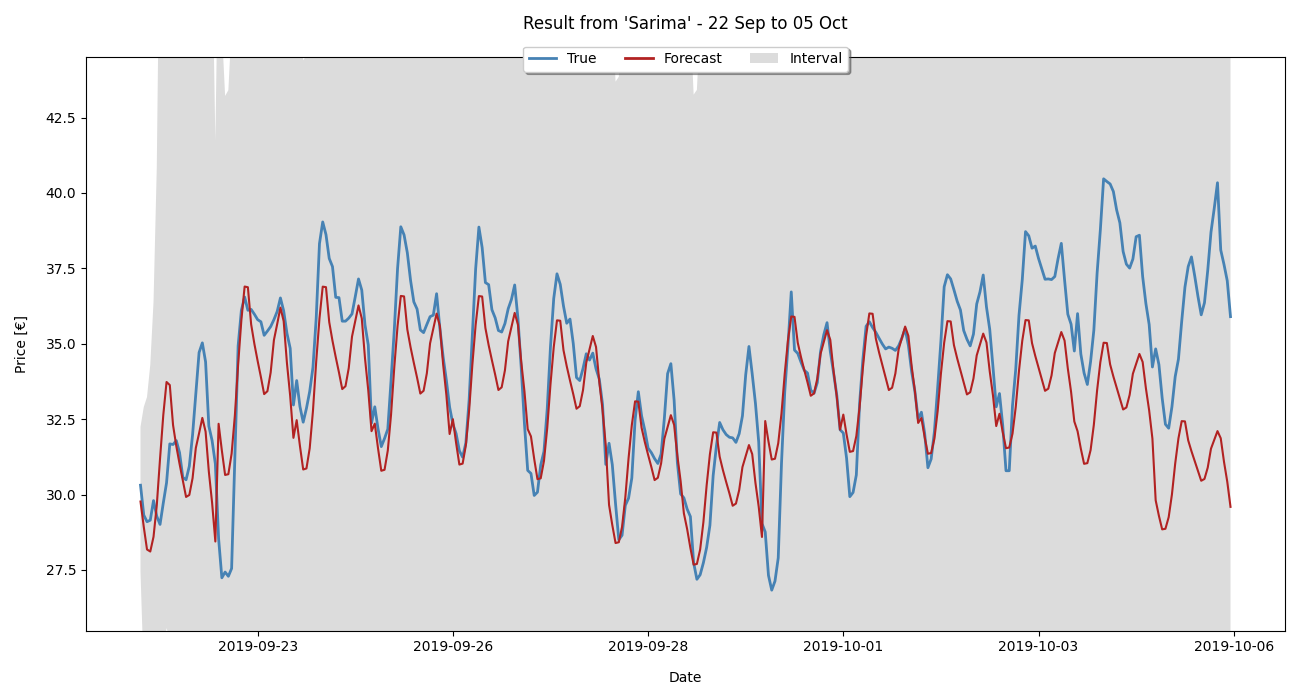 Result from 'Sarima' - 22 Sep to 05 Oct
True Forecast Interval
42.5
40.0
37.5
35.0
32.5
30.0
27.5
Price [€]
2019-09-23 2019-09-26 2019-09-28 2019-10-01 2019-10-03 2019-10-06
Date